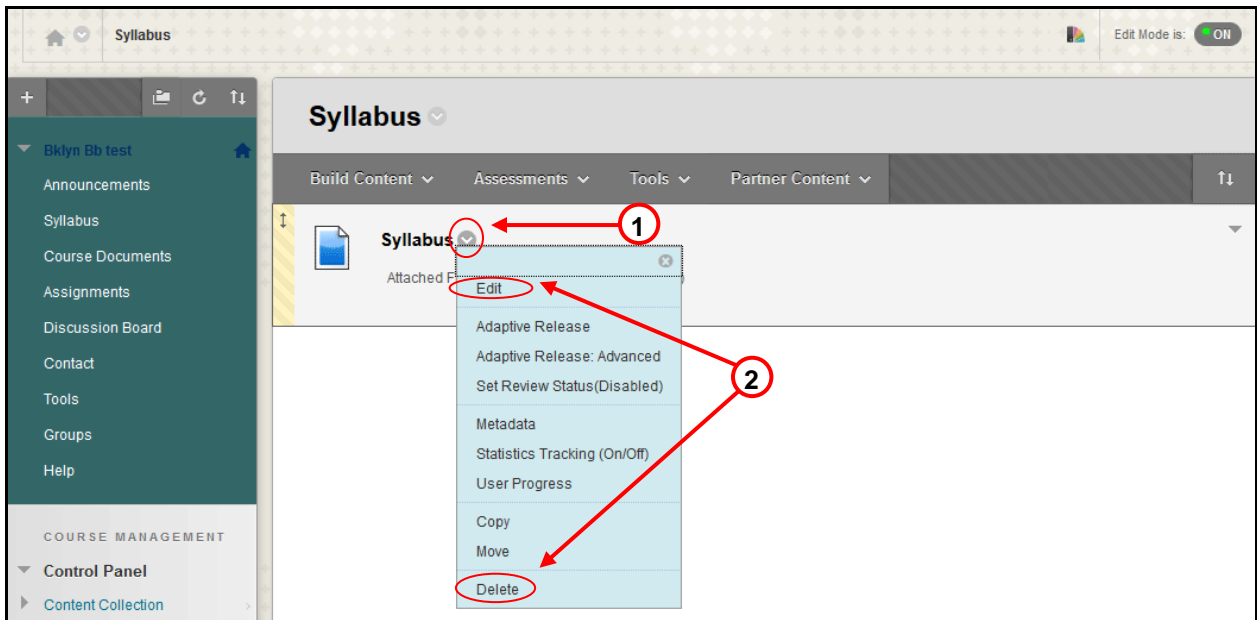 Syllabus
Edit Mode is: ON
Bklyn Bb test
Announcements
Syllabus
Course Documents
Assignments
Discussion Board
Contact
Tools
Groups
Help
COURSE MANAGEMENT
Control Panel
Content Collection
Syllabus
Build Content Assessments Tools Partner Content
Syllabus
1
Attached
Edit
Adaptive Release
Adaptive Release: Advanced
Set Review Status(Disabled)
2
Metadata
Statistics Tracking (On/Off)
User Progress
Copy
Move
Delete